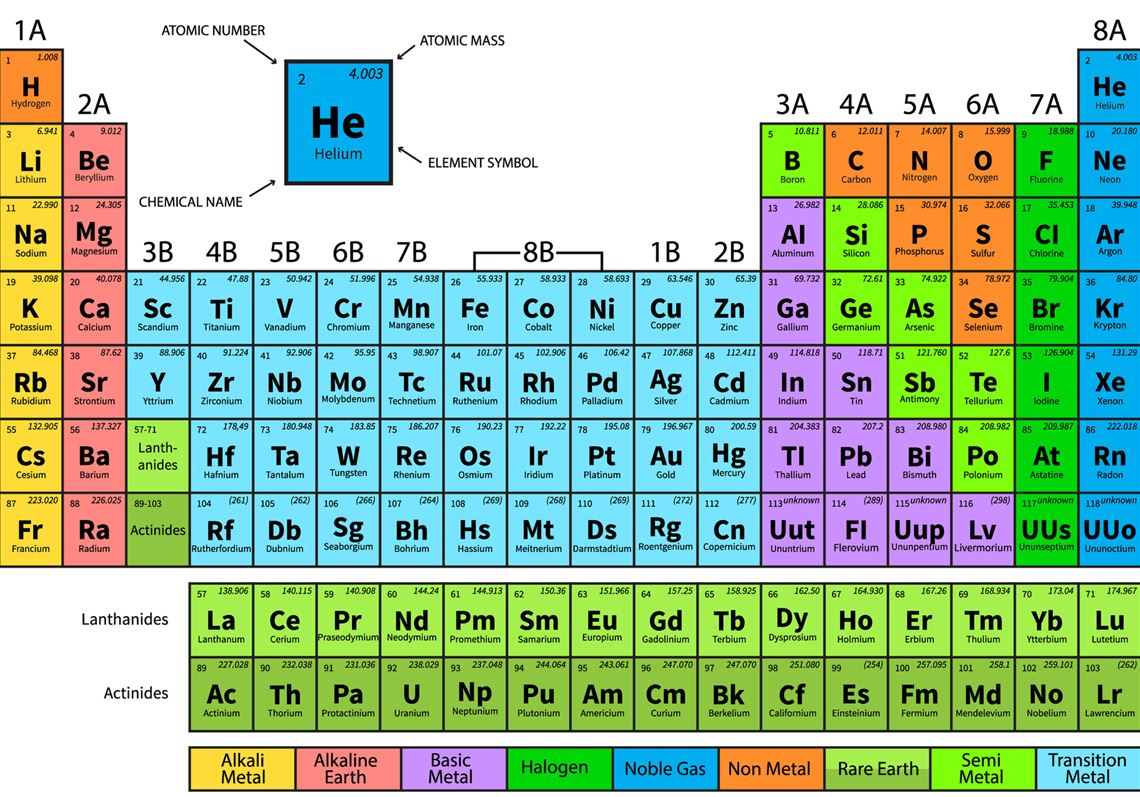 1A
8A
ATOMIC NUMBER
ATOMIC MASS
2 4.003
He
Helium
ELEMENT SYMBOL
CHEMICAL NAME
1 1.008
H
Hydrogen
2 4.003
He
Helium
2A
3A 4A 5A 6A 7A
3 6.941 4 9.012 5 10.811 6 12.011 7 14.007 8 15.999 9 18.988 10 20.180
Li Be B C N O F Ne
Lithium Beryllium Boron Carbon Nitrogen Oxygen Fluorine Neon
11 22.990 12 24.305 13 26.982 14 28.086 15 30.974 16 32.066 17 35.453 18 39.948
Na Mg Al Si P S Cl Ar
Sodium Magnesium Aluminum Silicon Phosphorus Sulfur Chlorine Argon
3B 4B 5B 6B 7B 8B 1B 2B
19 39.098 20 40.078 21 44.956 22 47.88 23 50.942 24 51.996 25 54.938 26 55.933 27 58.933 28 58.693 29 63.546 30 65.39 31 69.732 32 72.61 33 74.922 34 78.972 35 79.904 36 84.80
K Ca Sc Ti V Cr Mn Fe Co Ni Cu Zn Ga Ge As Se Br Kr
Potassium Calcium Scandium Titanium Vanadium Chromium Manganese Iron Cobalt Nickel Copper Zinc Gallium Germanium Arsenic Selenium Bromine Krypton
37 84.468 38 87.62 39 88.906 40 91.224 41 92.906 42 95.95 43 98.907 44 101.07 45 102.906 46 106.42 47 107.868 48 112.411 49 114.818 50 118.71 51 121.760 52 127.6 53 126.904 54 131.29
Rb Sr Y Zr Nb Mo Tc Ru Rh Pd Ag Cd In Sn Sb Te I Xe
Rubidium Strontium Yttrium Zirconium Niobium Molybdenum Technetium Ruthenium Rhodium Palladium Silver Cadmium Indium Tin Antimony Tellurium Iodine Xenon
55 132.905 56 137.327 57-71 72 178,49 73 180.948 74 183.85 75 186.207 76 190.23 77 192.22 78 195.08 79 196.967 80 200.59 81 204.383 82 207.2 83 208.980 84 208.982 85 209.987 86 222.018
Cs Ba Lanth-anides Hf Ta W Re Os Ir Pt Au Hg Tl Pb Bi Po At Rn
Cesium Barium Hafnium Tantalum Tungsten Rhenium Osmium Iridium Platinum Gold Mercury Thallium Lead Bismuth Polonium Astatine Radon
87 223.020 88 226.025 89-103 104 (261) 105 (262) 106 (266) 107 (264) 108 (269) 109 (268) 110 (269) 111 (272) 112 (277) 113 unknown 114 (289) 115 unknown 116 (298) 117 unknown 118 unknown
Fr Ra Actinides Rf Db Sg Bh Hs Mt Ds Rg Cn Uut Fl Uup Lv UUs UUo
Francium Radium Rutherfordium Dubnium Seaborgium Bohrium Hassium Meitnerium Darmstadtium Roentgenium Copernicium Ununtrium Flerovium Ununpentium Livermorium Ununseptium Ununoctium
57 138.906 58 140.115 59 140.908 60 144.24 61 144.913 62 150.36 63 151.966 64 157.25 65 158.925 66 162.50 67 164.930 68 167.26 69 168.934 70 173.04 71 174.967
Lanthanides La Ce Pr Nd Pm Sm Eu Gd Tb Dy Ho Er Tm Yb Lu
Lanthanum Cerium Praseodymium Neodymium Promethium Samarium Europium Gadolinium Terbium Dysprosium Holmium Erbium Thulium Ytterbium Lutetium
89 227.028 90 232.038 91 231.036 92 238.029 93 237.048 94 244.064 95 243.061 96 247.070 97 247.070 98 251.080 99 (254) 100 257.095 101 258.1 102 259.101 103 (262)
Actinides Ac Th Pa U Np Pu Am Cm Bk Cf Es Fm Md No Lr
Actinium Thorium Protactinium Uranium Neptunium Plutonium Americium Curium Berkelium Californium Einsteinium Fermium Mendelevium Nobelium Lawrencium
Alkali Metal
Alkaline Earth
Basic Metal
Halogen
Noble Gas
Non Metal
Rare Earth
Semi Metal
Transition Metal